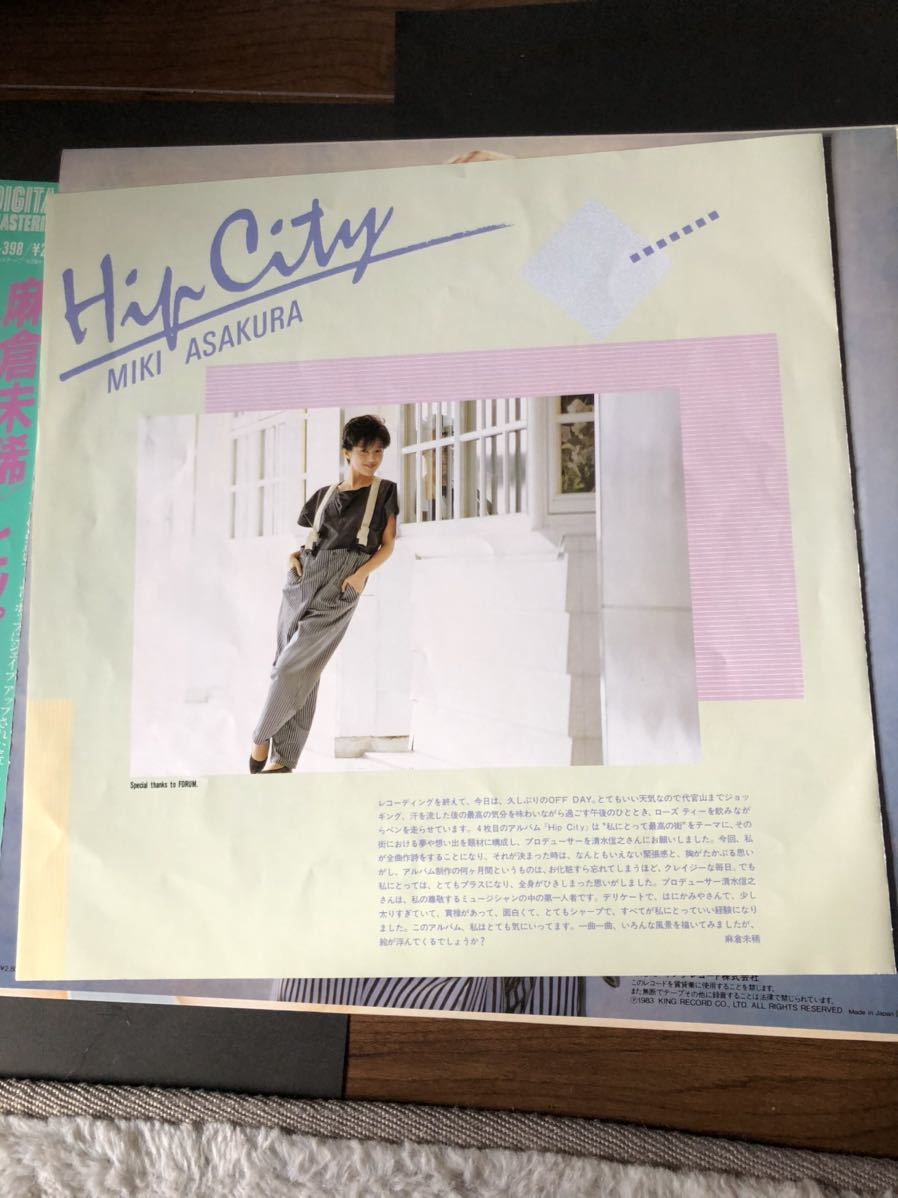 DIGITA
MASTERI
-398/¥2
麻倉未稀
Hip City
MIKI ASAKURA
Special thanks to FORUM.
レコーディングを終えて、今日は、久しぶりのOFF DAY。とてもいい天気なので代官山までジョッ
ギング、汗を流した後の最高の気分を味わいながら過ごす午後のひととき、ローズ ティーを飲みなが
らペンを走らせています。4枚目のアルバム「Hip City」は“私にとって最高の街”をテーマに、その
街における夢や想い出を題材に構成し、プロデューサーを清水信之さんにお願いしました。今回、私
が全曲作詩をすることになり、それが決まった時は、なんともいえない緊張感と、胸がたかぶる思い
がし、アルバム制作の何ヶ月間というものは、お化粧すら忘れてしまうほど、クレイジーな毎日。でも
私にとっては、とてもプラスになり、全身がひきしまった思いがしました。プロデューサー清水信之
さんは、私の尊敬するミュージシャンの中の第一人者です。デリケートで、はにかみやさんで、少し
太りすぎていて、貫様があって、面白くて、とてもシャープで、すべてが私にとっていい経験になり
ました。このアルバム、私はとても気にいってます。一曲一曲、いろんな風景を描いてみましたが、
絵が浮んでくるでしょうか?
麻倉未稀
¥2,8
レコード株式会社
このレコードを賃貸業に使用することを禁じます。
また無断でテープその他に録音することは法律で禁じられています。
Ⓟ1983 KING RECORD CO., LTD. ALL RIGHTS RESERVED. Made in Japan